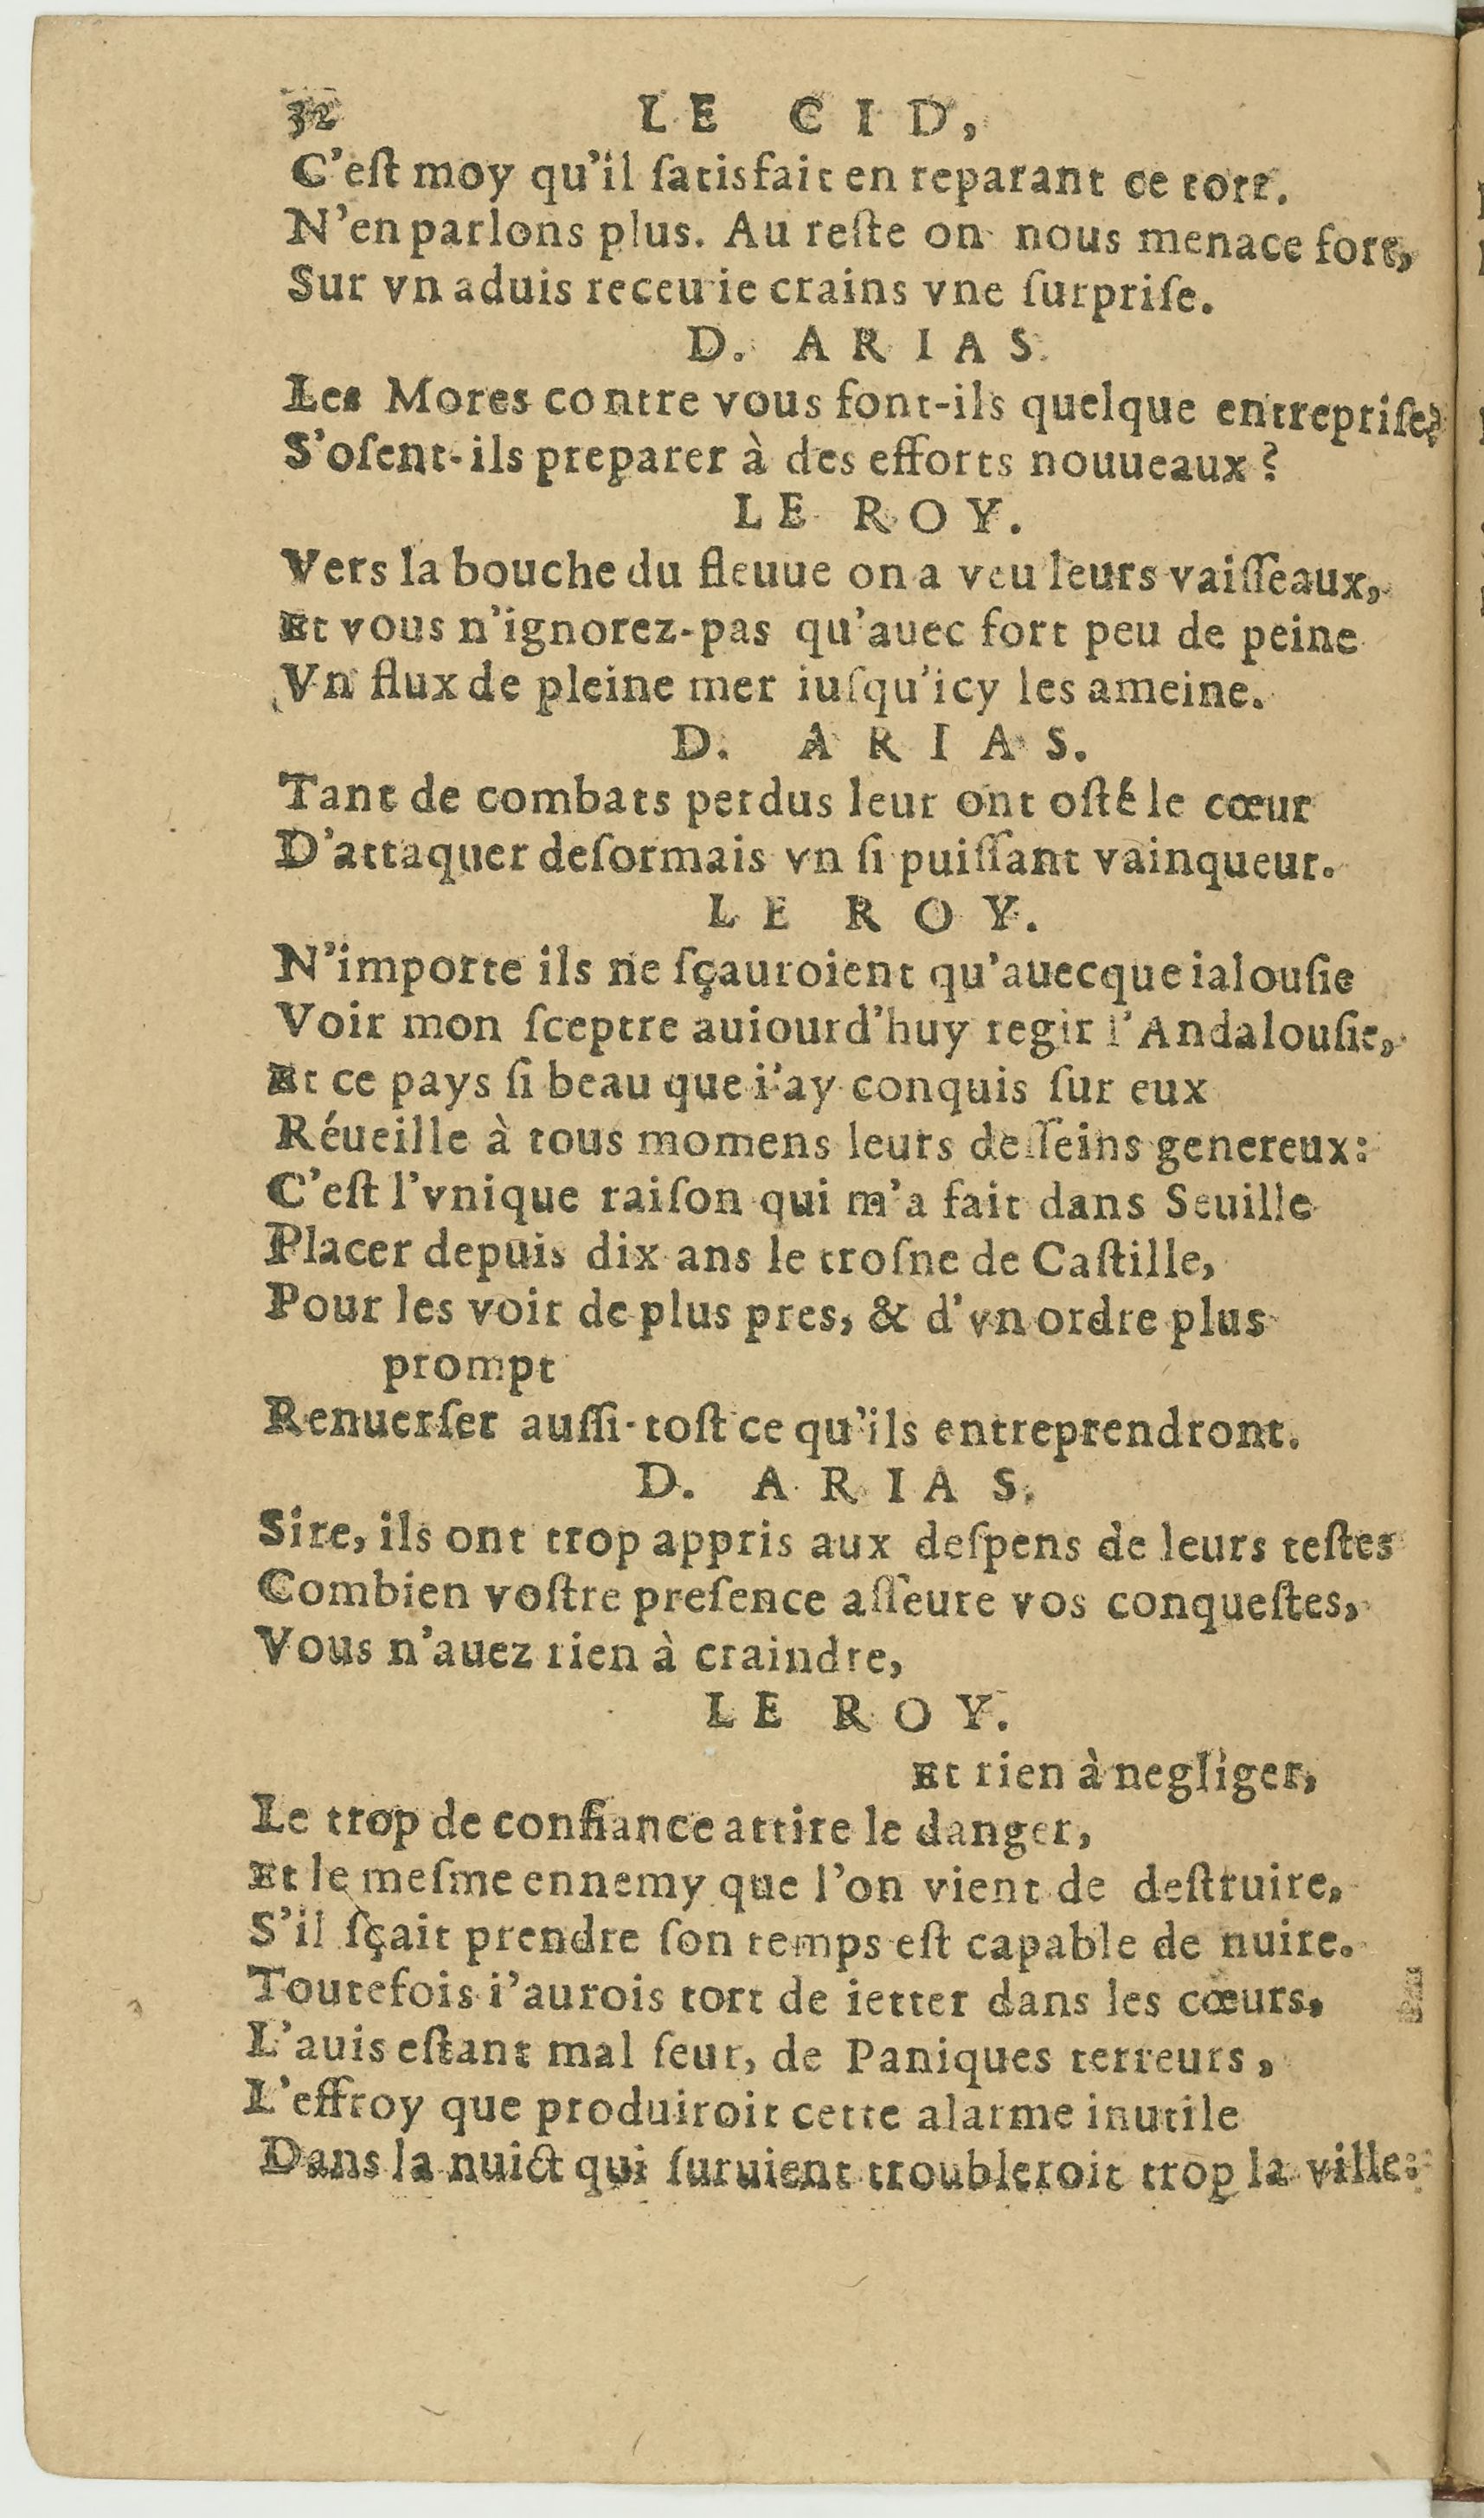 32 LE CID,
C'eſt moy qu'il ſatisfait en reparant ce tort.
N'en parlons plus. Au reſte on nous menace fort,
Sur vn aduis receu ie crains vne ſurpriſe.
D. ARIAS.
Les Mores contre vous font-ils quelque entrepriſe?
S'oſent-ils preparer à des efforts nouueaux?
LE ROY.
Vers la bouche du fleuue on a veu leurs vaiſſeaux,
Et vous n'ignorez-pas qu'auec fort peu de peine
Vn flux de pleine mer iuſqu'icy les ameine.
D. ARIAS.
Tant de combats perdus leur ont oſté le cœur
D'attaquer deſormais vn ſi puiſſant vainqueur.
LE ROY.
N'importe ils ne ſçauroient qu'auecque ialouſie
Voir mon ſceptre auiourd'huy regir l'Andalouſie,
Et ce pays ſi beau que i'ay conquis ſur eux
Réueille à tous momens leurs deſſeins genereux:
C'eſt l'vnique raiſon qui m'a fait dans Seuille
Placer depuis dix ans le troſne de Caſtille,
Pour les voir de plus pres, & d'vn ordre plus
prompt
Renuerſer auſſi-toſt ce qu'ils entreprendront.
D. ARIAS.
Sire, ils ont trop appris aux deſpens de leurs teſtes
Combien voſtre preſence aſſeure vos conqueſtes,
Vous n'auez rien à craindre,
LE ROY.
Et rien à negliger,
Le trop de confiance attire le danger,
Et le meſme ennemy que l'on vient de deſtruire,
S'il ſçait prendre ſon temps eſt capable de nuire.
Toutefois i'aurois tort de ietter dans les cœurs,
L'auis eſtant mal ſeur, de Paniques terreurs,
L'effroy que produiroit cette alarme inutile
Dans la nuict qui ſuruient troubleroit trop la ville: